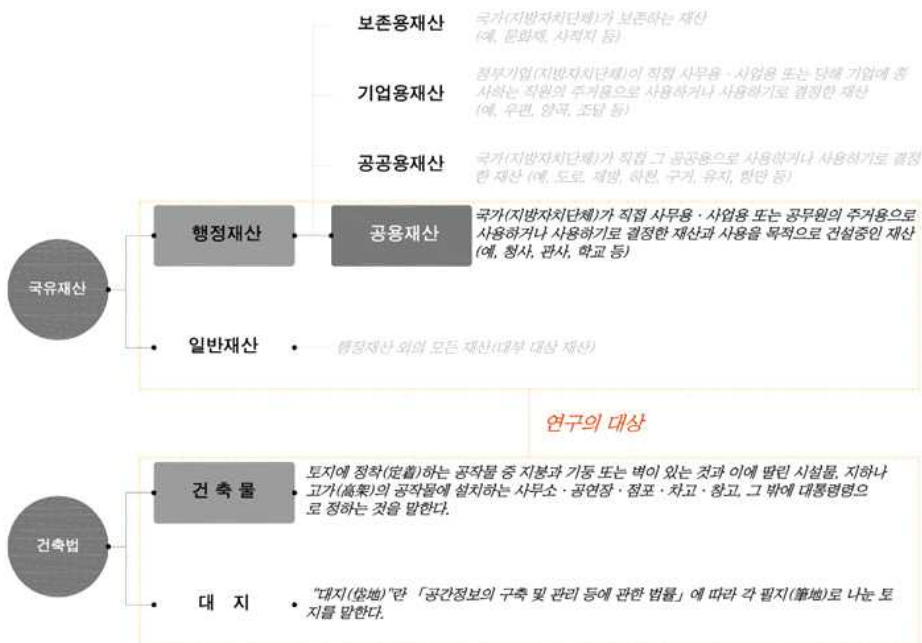 보존용재산
국가(지방자치단체)가 보존하는 재산
(예, 문화재, 사적지 등)
기업용재산
정부기업(지방자치단체)이 직접 사무용 · 사업용 또는 당해 기업에 종
사하는 직원의 주거용으로 사용하거나 사용하기로 결정한 재산
(예, 우편, 양곡, 조달 등)
공공용재산
국가(지방자치단체)가 직접 그 공공용으로 사용하거나 사용하기로 결정
한 재산 (예, 도로, 제방, 하천, 구거, 유지, 항만 등)
국유재산
행정재산
공용재산
국가(지방자치단체)가 직접 사무용 · 사업용 또는 공무원의 주거용으로
사용하거나 사용하기로 결정한 재산과 사용을 목적으로 건설중인 재산
(예, 청사, 관사, 학교 등)
일반재산
행정재산 외의 모든 재산(대부 대상 재산)
연구의 대상
건축법
건 축 물
토지에 정착(定着)하는 공작물 중 지붕과 기둥 또는 벽이 있는 것과 이에 딸린 시설물, 지하나
고가(高架)의 공작물에 설치하는 사무소 · 공연장 · 점포 · 차고 · 창고, 그 밖에 대통령령으
로 정하는 것을 말한다.
대 지
"대지(垈地)"란 「공간정보의 구축 및 관리 등에 관한 법률」에 따라 각 필지(筆地)로 나눈 토
지를 말한다.